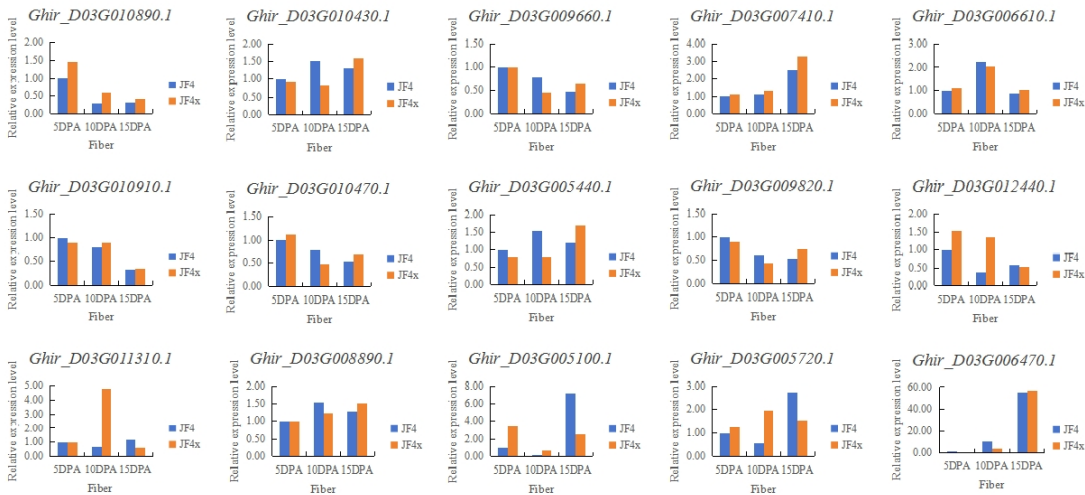 Ghir_D03G010890.1
Relative expression level
2.00
1.50
1.00
0.50
0.00
5DPA 10DPA 15DPA
Fiber
JF4
JF4x
Ghir_D03G010430.1
Relative expression level
2.00
1.50
1.00
0.50
0.00
5DPA 10DPA 15DPA
Fiber
JF4
JF4x
Ghir_D03G009660.1
Relative expression level
1.50
1.00
0.50
0.00
5DPA 10DPA 15DPA
Fiber
JF4
JF4x
Ghir_D03G007410.1
Relative expression level
4.00
3.00
2.00
1.00
0.00
5DPA 10DPA 15DPA
Fiber
JF4
JF4x
Ghir_D03G006610.1
Relative expression level
3.00
2.00
1.00
0.00
5DPA 10DPA 15DPA
Fiber
JF4
JF4x
Ghir_D03G010910.1
Relative expression level
1.50
1.00
0.50
0.00
5DPA 10DPA 15DPA
Fiber
JF4
JF4x
Ghir_D03G010470.1
Relative expression level
1.50
1.00
0.50
0.00
5DPA 10DPA 15DPA
Fiber
JF4
JF4x
Ghir_D03G005440.1
Relative expression level
2.00
1.50
1.00
0.50
0.00
5DPA 10DPA 15DPA
Fiber
JF4
JF4x
Ghir_D03G009820.1
Relative expression level
1.50
1.00
0.50
0.00
5DPA 10DPA 15DPA
Fiber
JF4
JF4x
Ghir_D03G012440.1
Relative expression level
2.00
1.50
1.00
0.50
0.00
5DPA 10DPA 15DPA
Fiber
JF4
JF4x
Ghir_D03G011310.1
Relative expression level
5.00
4.00
3.00
2.00
1.00
0.00
5DPA 10DPA 15DPA
Fiber
JF4
JF4x
Ghir_D03G008890.1
Relative expression level
2.00
1.50
1.00
0.50
0.00
5DPA 10DPA 15DPA
Fiber
JF4
JF4x
Ghir_D03G005100.1
Relative expression level
8.00
6.00
4.00
2.00
0.00
5DPA 10DPA 15DPA
Fiber
JF4
JF4x
Ghir_D03G005720.1
Relative expression level
3.00
2.00
1.00
0.00
5DPA 10DPA 15DPA
Fiber
JF4
JF4x
Ghir_D03G006470.1
Relative expression level
60.00
40.00
20.00
0.00
5DPA 10DPA 15DPA
Fiber
JF4
JF4x